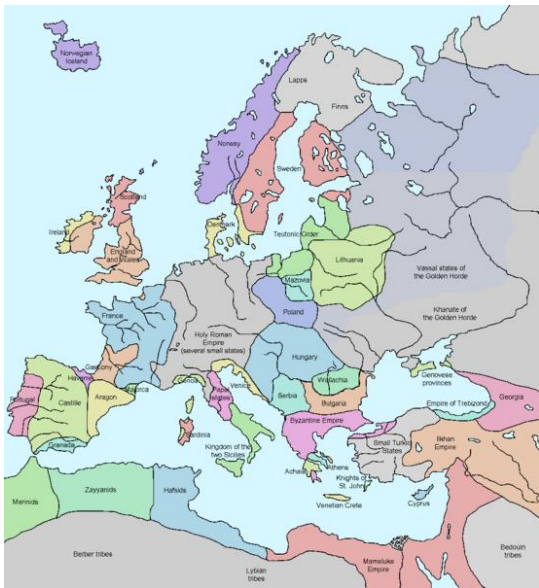 Norwegian
Iceland
Lapps
Finns
Norway
Sweden
Scotland
Ireland
England
and Wales
Denmark
Teutonic Order
Lithuania
Mazovia
Vassal states of
the Golden Horde
Poland
Khanate of
the Golden Horde
France
Holy Roman
Empire
(several small states)
Hungary
Gascony
Wallachia
Genovese
provinces
Genoa
Venice
Serbia
Bulgaria
Portugal
Castille
Aragon
Majorca
Papal
states
Byzantine Empire
Empire of Trebizond
Georgia
Granada
Sardinia
Kingdom of the
two Sicilies
Small Turkic
States
Ilkhan
Empire
Achaia
Athens
Knights of
St. John
Venetian Crete
Cyprus
Marinids
Zayyanids
Hafsids
Berber tribes
Lybian
tribes
Mameluke
Empire
Bedouin
tribes